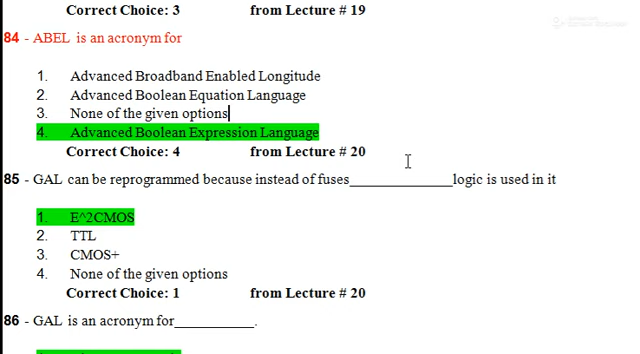 Correct Choice: 3 from Lecture # 19
84 - ABEL is an acronym for
1. Advanced Broadband Enabled Longitude
2. Advanced Boolean Equation Language
3. None of the given options
4. Advanced Boolean Expression Language
Correct Choice: 4 from Lecture # 20
85 - GAL can be reprogrammed because instead of fuses______________logic is used in it
1. E^2CMOS
2. TTL
3. CMOS+
4. None of the given options
Correct Choice: 1 from Lecture # 20
86 - GAL is an acronym for___________.